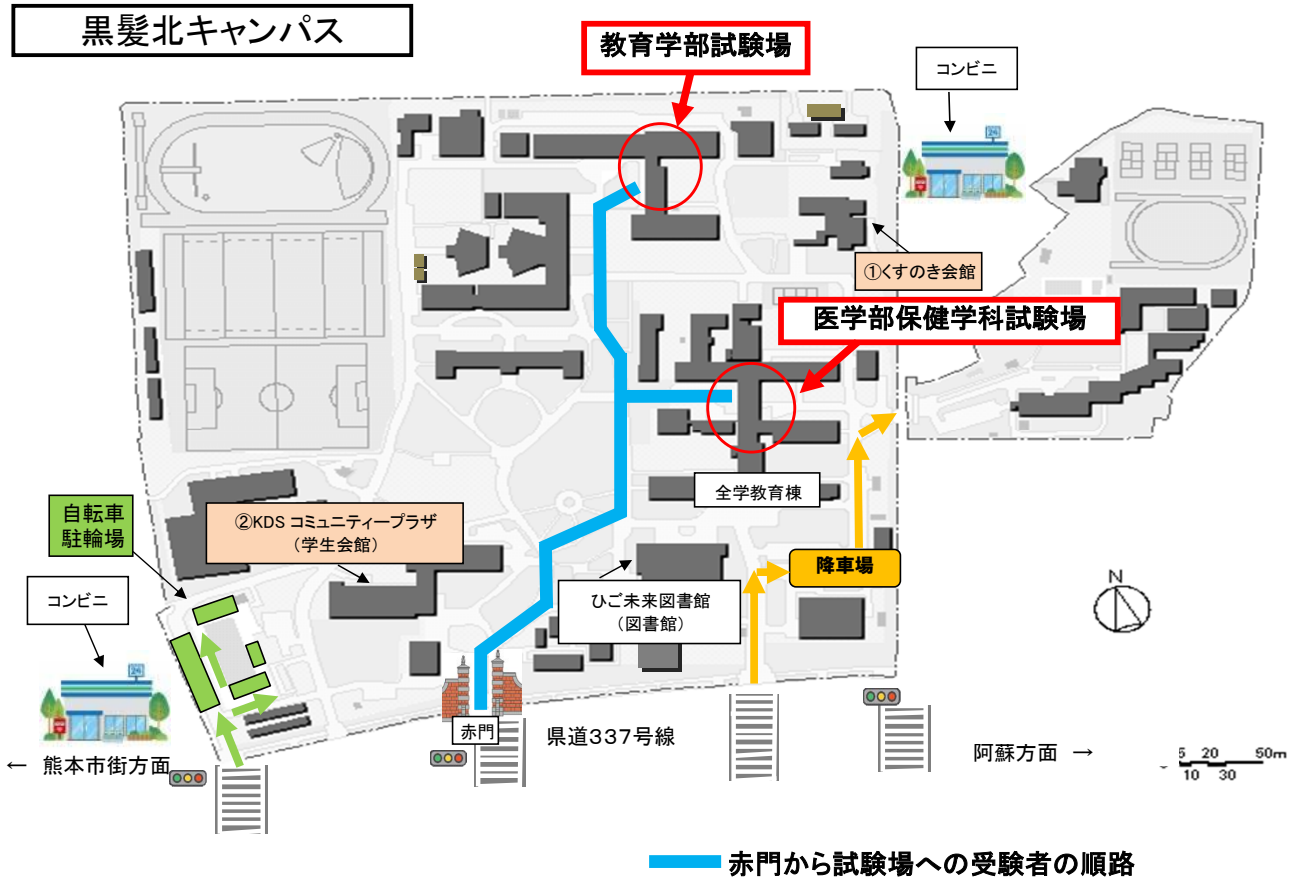 黒髪北キャンパス
教育学部試験場
コンビニ
24
①くすのき会館
医学部保健学科試験場
全学教育棟
自転車
駐輪場
②KDS コミュニティープラザ
（学生会館）
降車場
コンビニ
ひご未来図書館
（図書館）
N
24
赤門
県道337号線
← 熊本市街方面
阿蘇方面 →
5 20 50m
10 30
赤門から試験場への受験者の順路